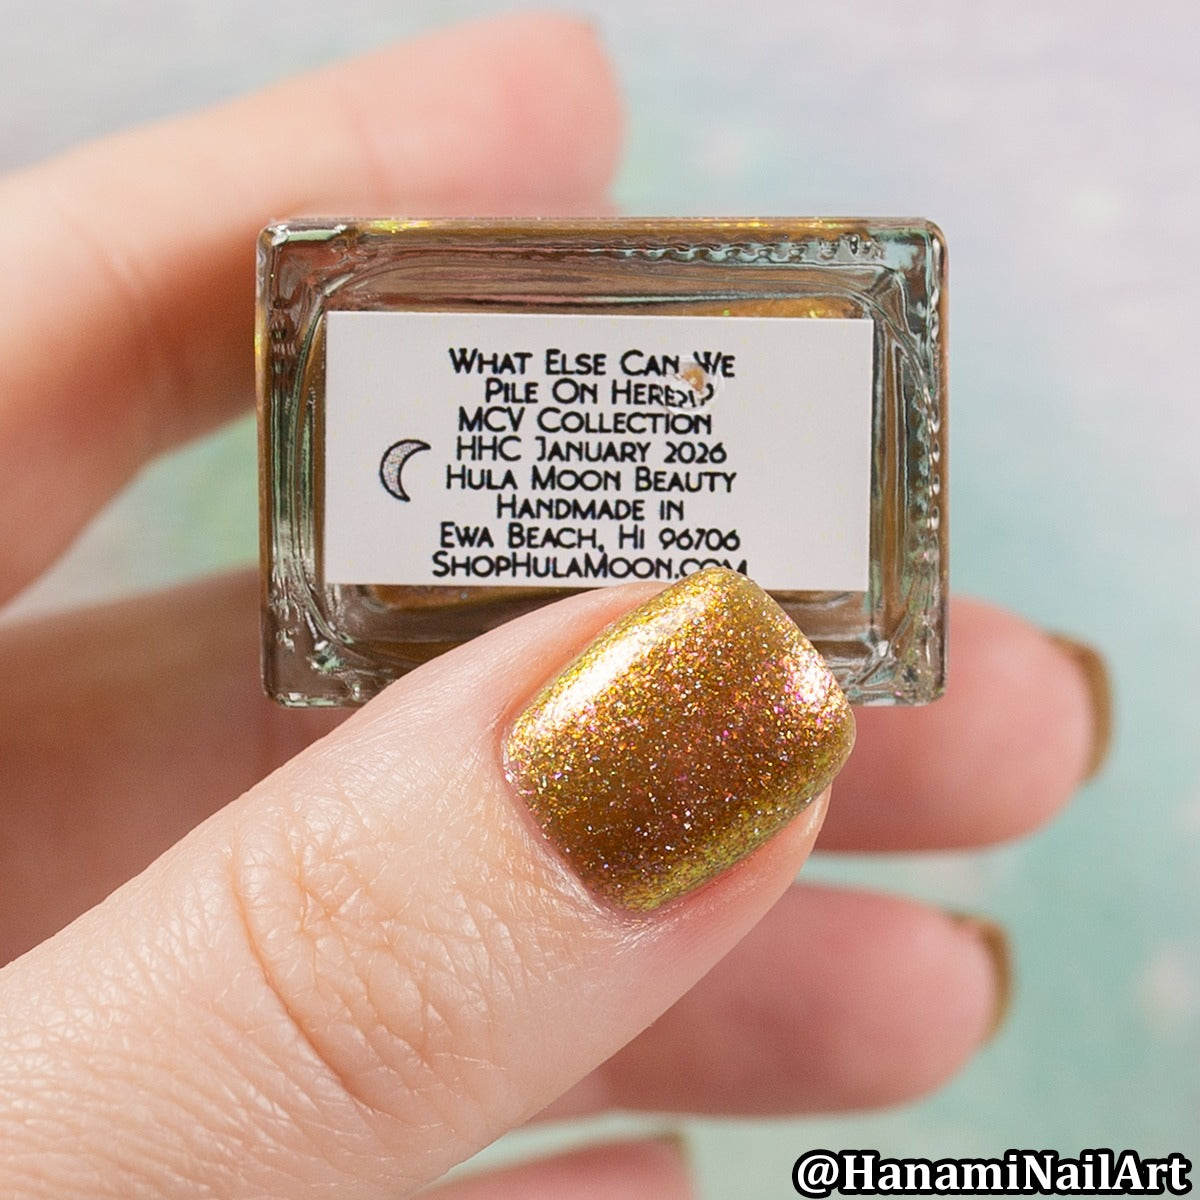 What Else Can We
Pile On Here!?
MCV Collection
HHC January 2026
Hula Moon Beauty
Handmade in
Ewa Beach, Hi 96706
ShopHulaMoon.com
@HanamiNailArt